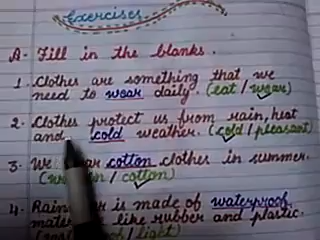 Exercises
A- Fill in the blanks.
1. Clothes are something that we
need to wear daily. (eat / wear)
2. Clothes protect us from rain, heat
and cold weather. (cold / pleasant)
3. We cotton clothes in summer.
( / cotton)
4. is made of waterproof
like rubber and plastic.
/ light)